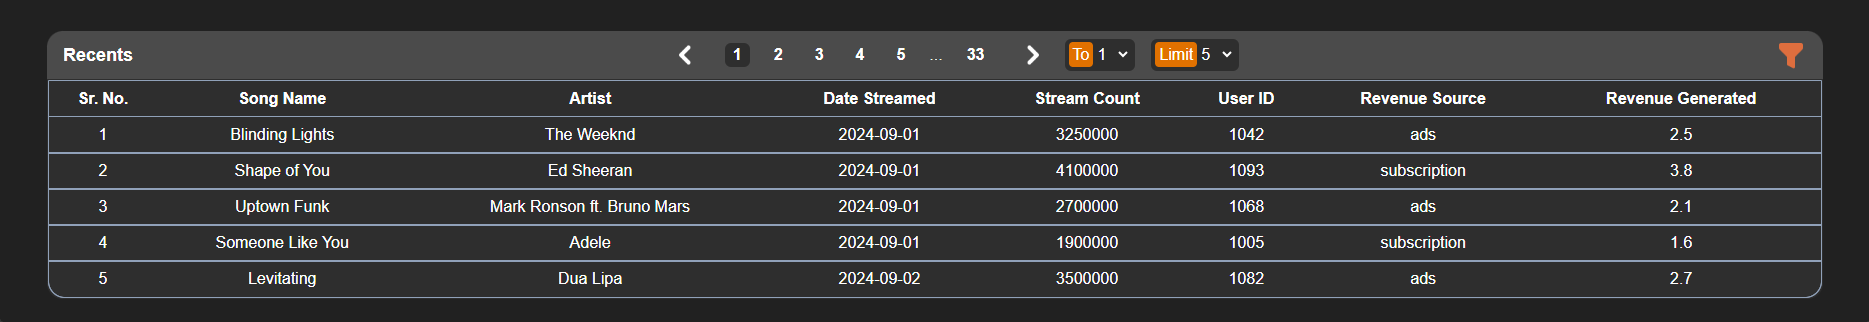 Recents 1 2 3 4 5 ... 33 To 1 Limit 5
Sr. No. Song Name Artist Date Streamed Stream Count User ID Revenue Source Revenue Generated
1 Blinding Lights The Weeknd 2024-09-01 3250000 1042 ads 2.5
2 Shape of You Ed Sheeran 2024-09-01 4100000 1093 subscription 3.8
3 Uptown Funk Mark Ronson ft. Bruno Mars 2024-09-01 2700000 1068 ads 2.1
4 Someone Like You Adele 2024-09-01 1900000 1005 subscription 1.6
5 Levitating Dua Lipa 2024-09-02 3500000 1082 ads 2.7